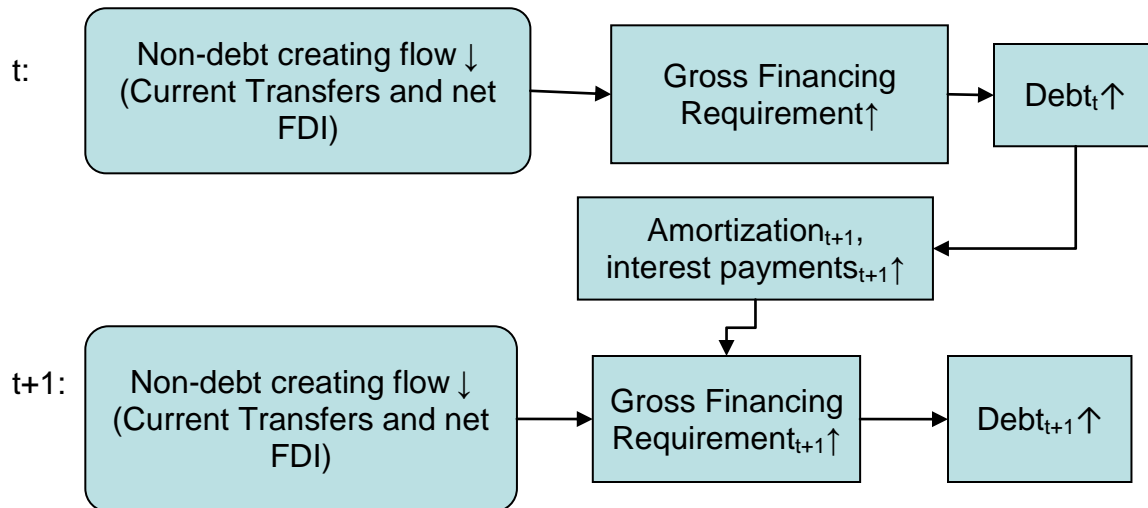 t:
Non-debt creating flow ↓
(Current Transfers and net
FDI)
Gross Financing
Requirement↑
Debtₜ↑
Amortizationₜ₊₁,
interest paymentsₜ₊₁↑
t+1:
Non-debt creating flow ↓
(Current Transfers and net
FDI)
Gross Financing
Requirementₜ₊₁↑
Debtₜ₊₁↑